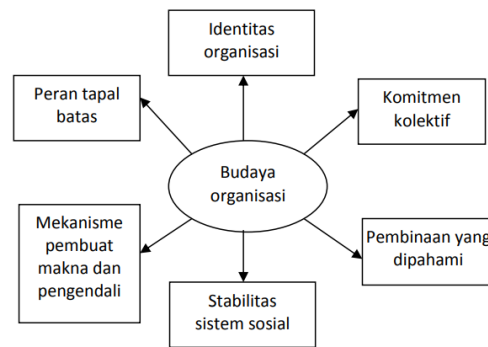 Identitas
organisasi
Peran tapal
batas
Komitmen
kolektif
Budaya
organisasi
Mekanisme
pembuat
makna dan
pengendali
Pembinaan yang
dipahami
Stabilitas
sistem sosial